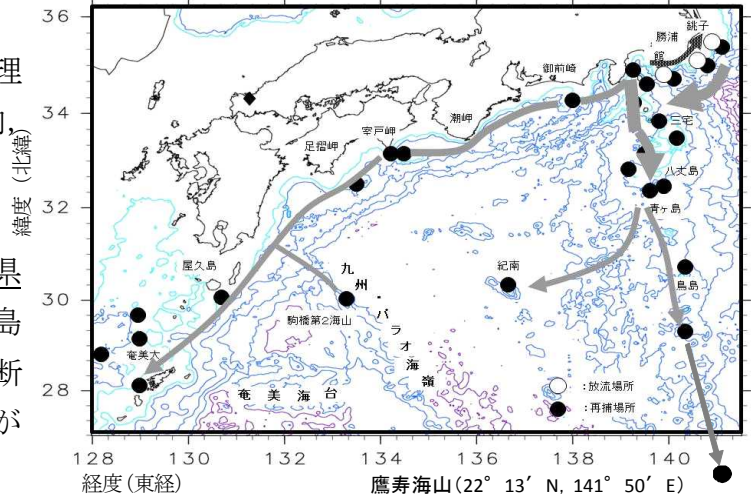 理
県
島
断
が
緯度（北緯）
36
34
32
30
28
銚子
勝浦
館
御前崎
潮岬
室戸岬
足摺岬
三宅
八丈島
青ヶ島
屋久島
紀南
鳥島
九州・パラオ海嶺
駒橋第2海山
奄美大
奄美海台
○：放流場所
●：再捕場所
128 130 132 134 136 138 140
経度（東経） 鷹寿海山（22° 13′ N, 141° 50′ E）